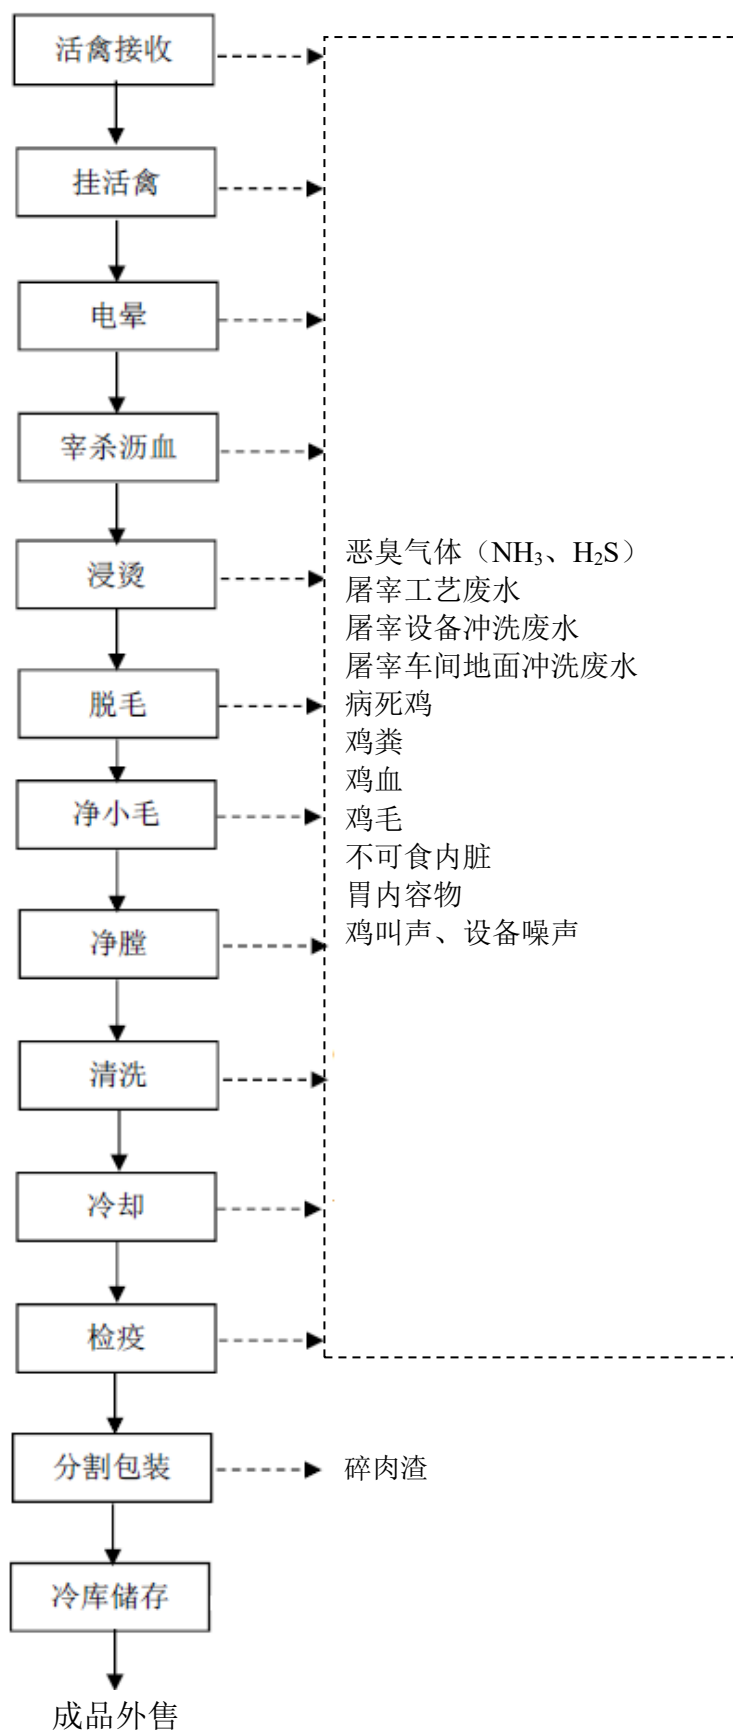 活禽接收
挂活禽
电晕
宰杀沥血
浸烫
脱毛
净小毛
净膛
清洗
冷却
检疫
分割包装
冷库储存
成品外售
恶臭气体（NH₃、H₂S）
屠宰工艺废水
屠宰设备冲洗废水
屠宰车间地面冲洗废水
病死鸡
鸡粪
鸡血
鸡毛
不可食内脏
胃内容物
鸡叫声、设备噪声
碎肉渣